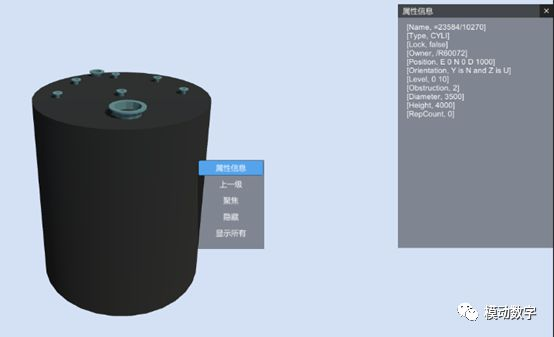 属性信息 ×
[Name, =23584/10270]
[Type, CYLI]
[Lock, false]
[Owner, /R60072]
[Position, E 0 N 0 D 1000]
[Orientation, Y is N and Z is U]
[Level, 0 10]
[Obstruction, 2]
[Diameter, 3500]
[Height, 4000]
[RepCount, 0]
属性信息
上一级
聚焦
隐藏
显示所有
模动数字